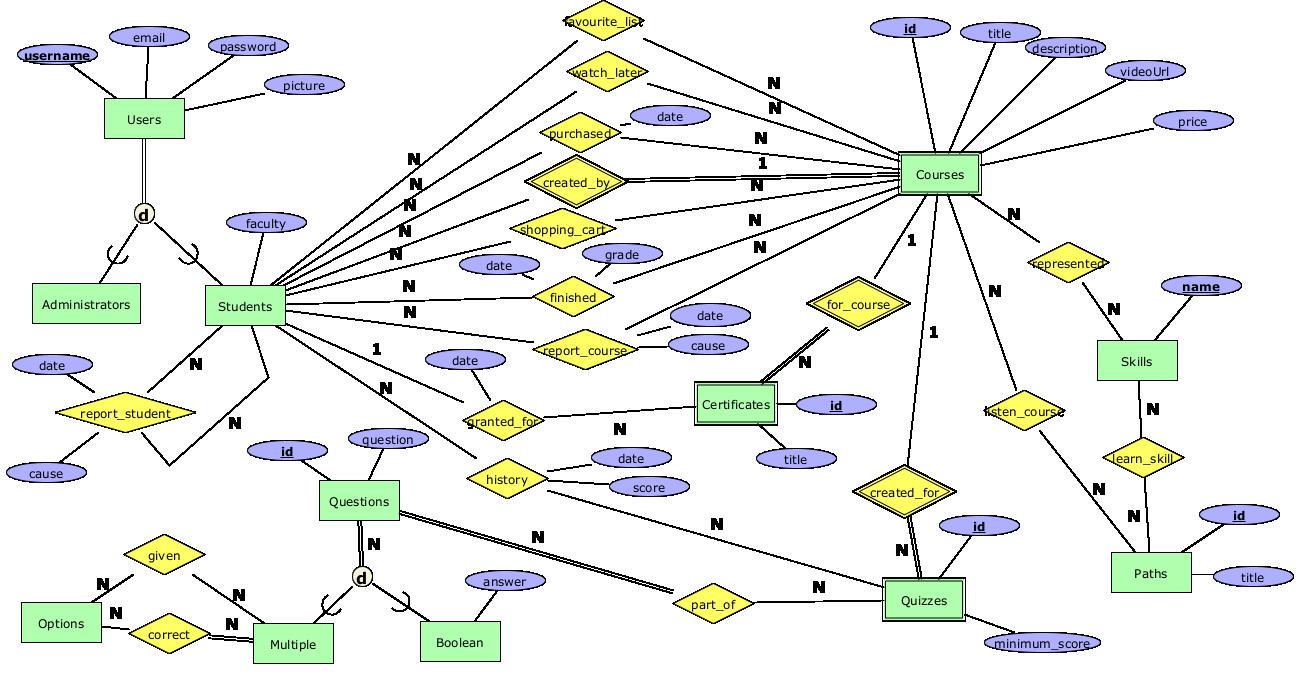 favourite_list
id
title
email
username
password
description
watch_later
videoUrl
picture
N
N
date
price
Users
purchased
N
N
1
created_by
Courses
N
N
d
N
N
faculty
shopping_cart
N
N
N
1
N
date
grade
represented
N
name
Administrators
Students
finished
N
for_course
N
N
date
1
report_course
cause
1
N
date
N
date
N
Skills
report_student
N
Certificates
id
listen_course
N
granted_for
N
N
question
id
title
learn_skill
cause
date
history
score
N
Questions
created_for
N
id
id
N
N
N
N
given
d
answer
Paths
title
N
N
N
part_of
Quizzes
Options
N
correct
N
Multiple
Boolean
minimum_score